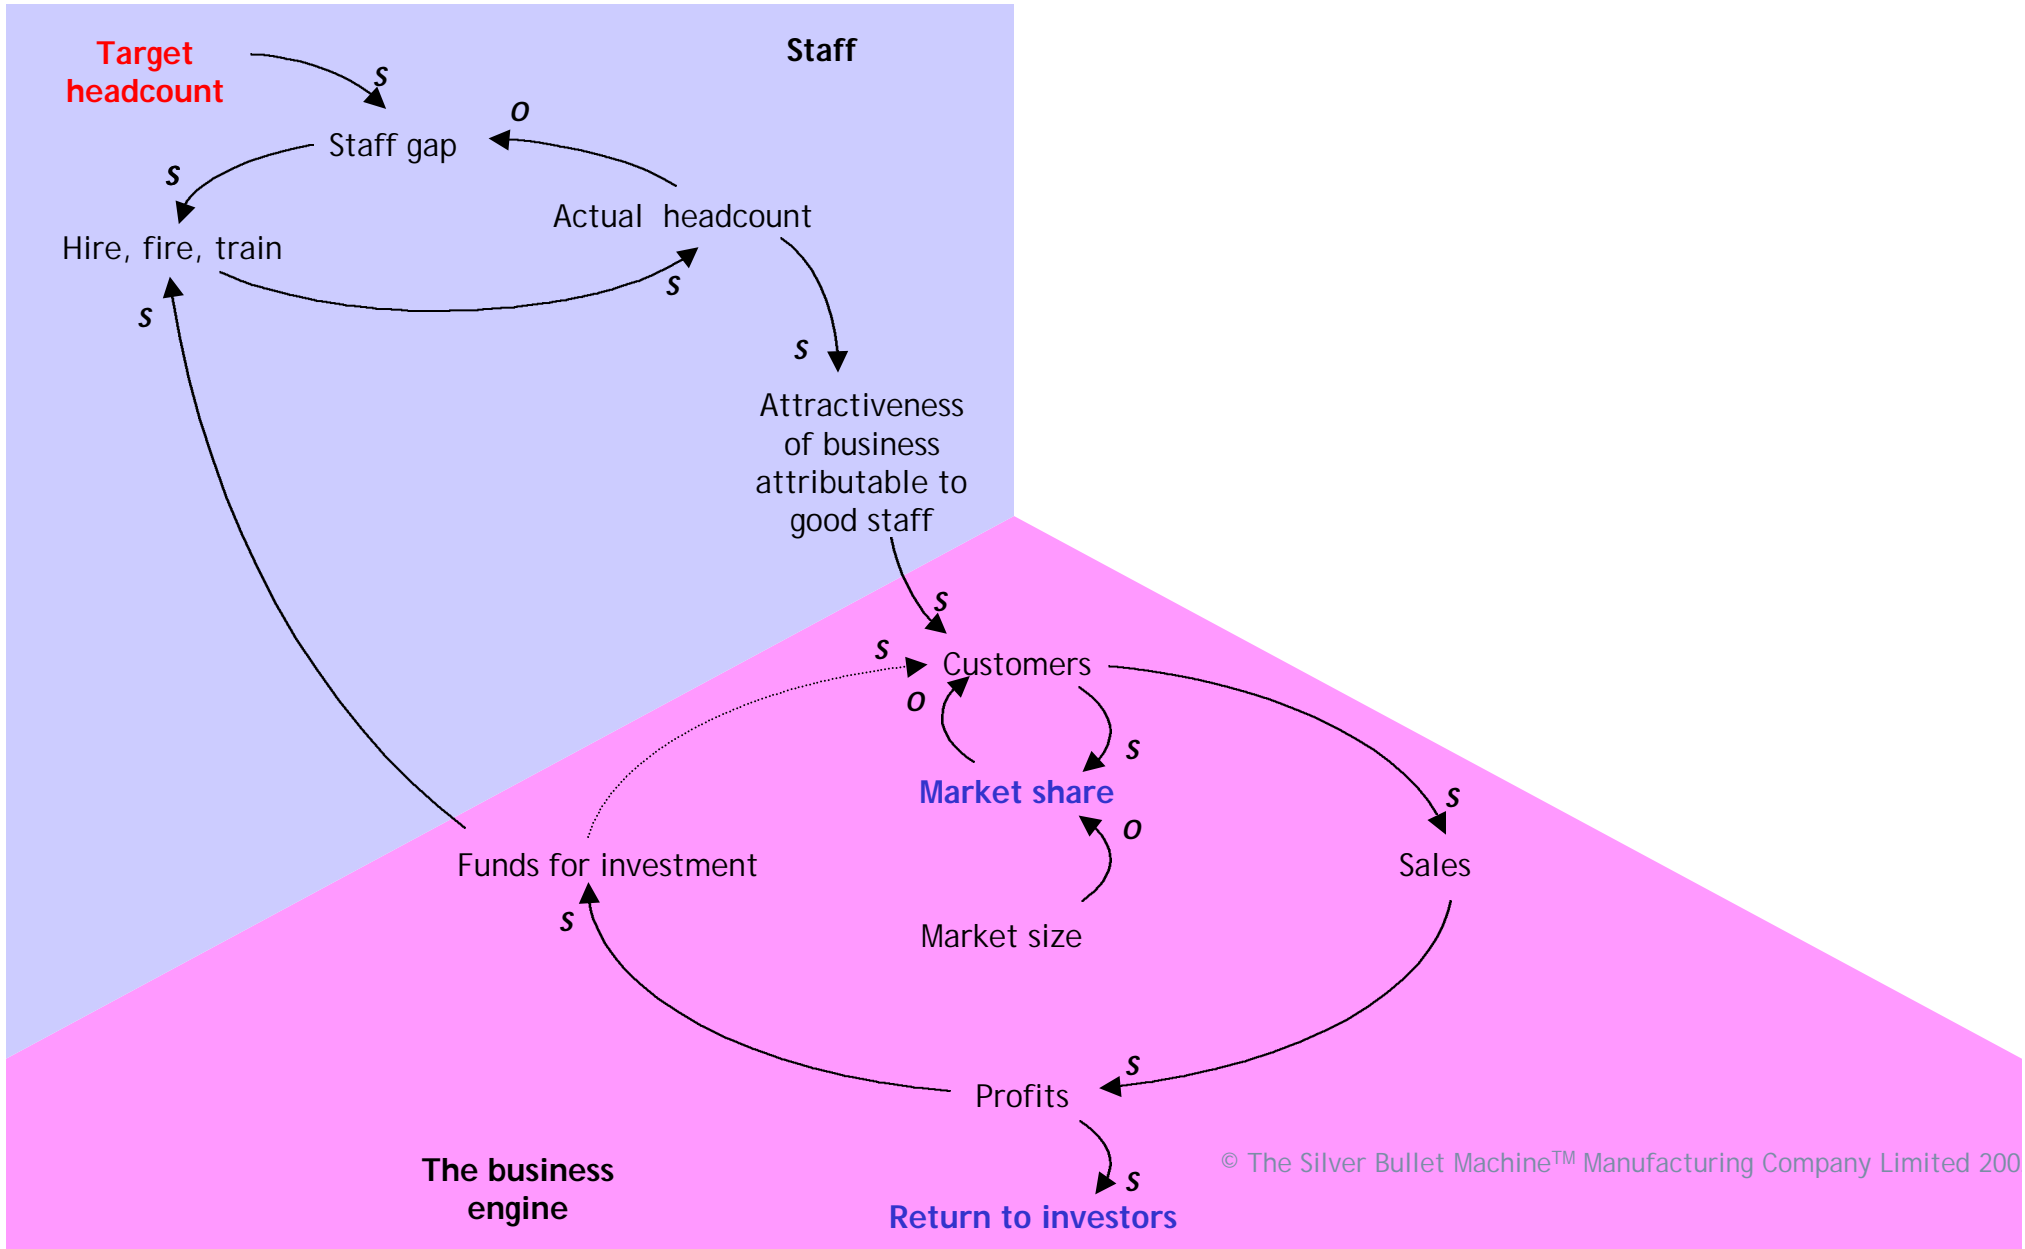 Target
headcount
Staff
S
O
Staff gap
S
Actual headcount
Hire, fire, train
S
S
S
Attractiveness
of business
attributable to
good staff
S
S
Customers
O
S
Market share
S
O
Funds for investment
Sales
S
Market size
S
Profits
© The Silver Bullet Machine™ Manufacturing Company Limited 200
The business
engine
S
Return to investors